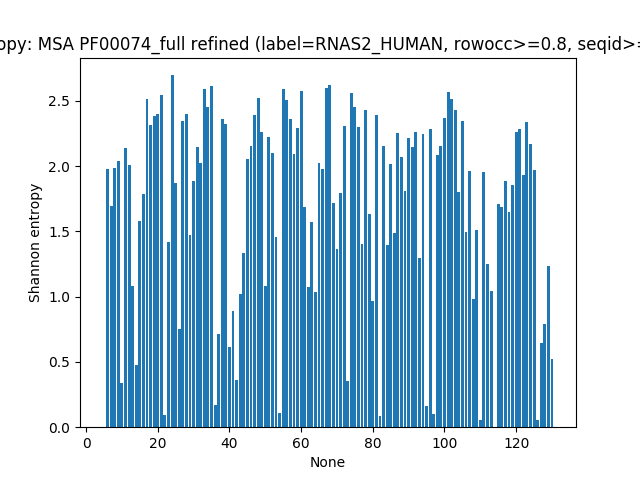 opy: MSA PF00074_full refined (label=RNAS2_HUMAN, rowocc>=0.8, seqid>=
Shannon entropy
2.5
2.0
1.5
1.0
0.5
0.0
0 20 40 60 80 100 120
None